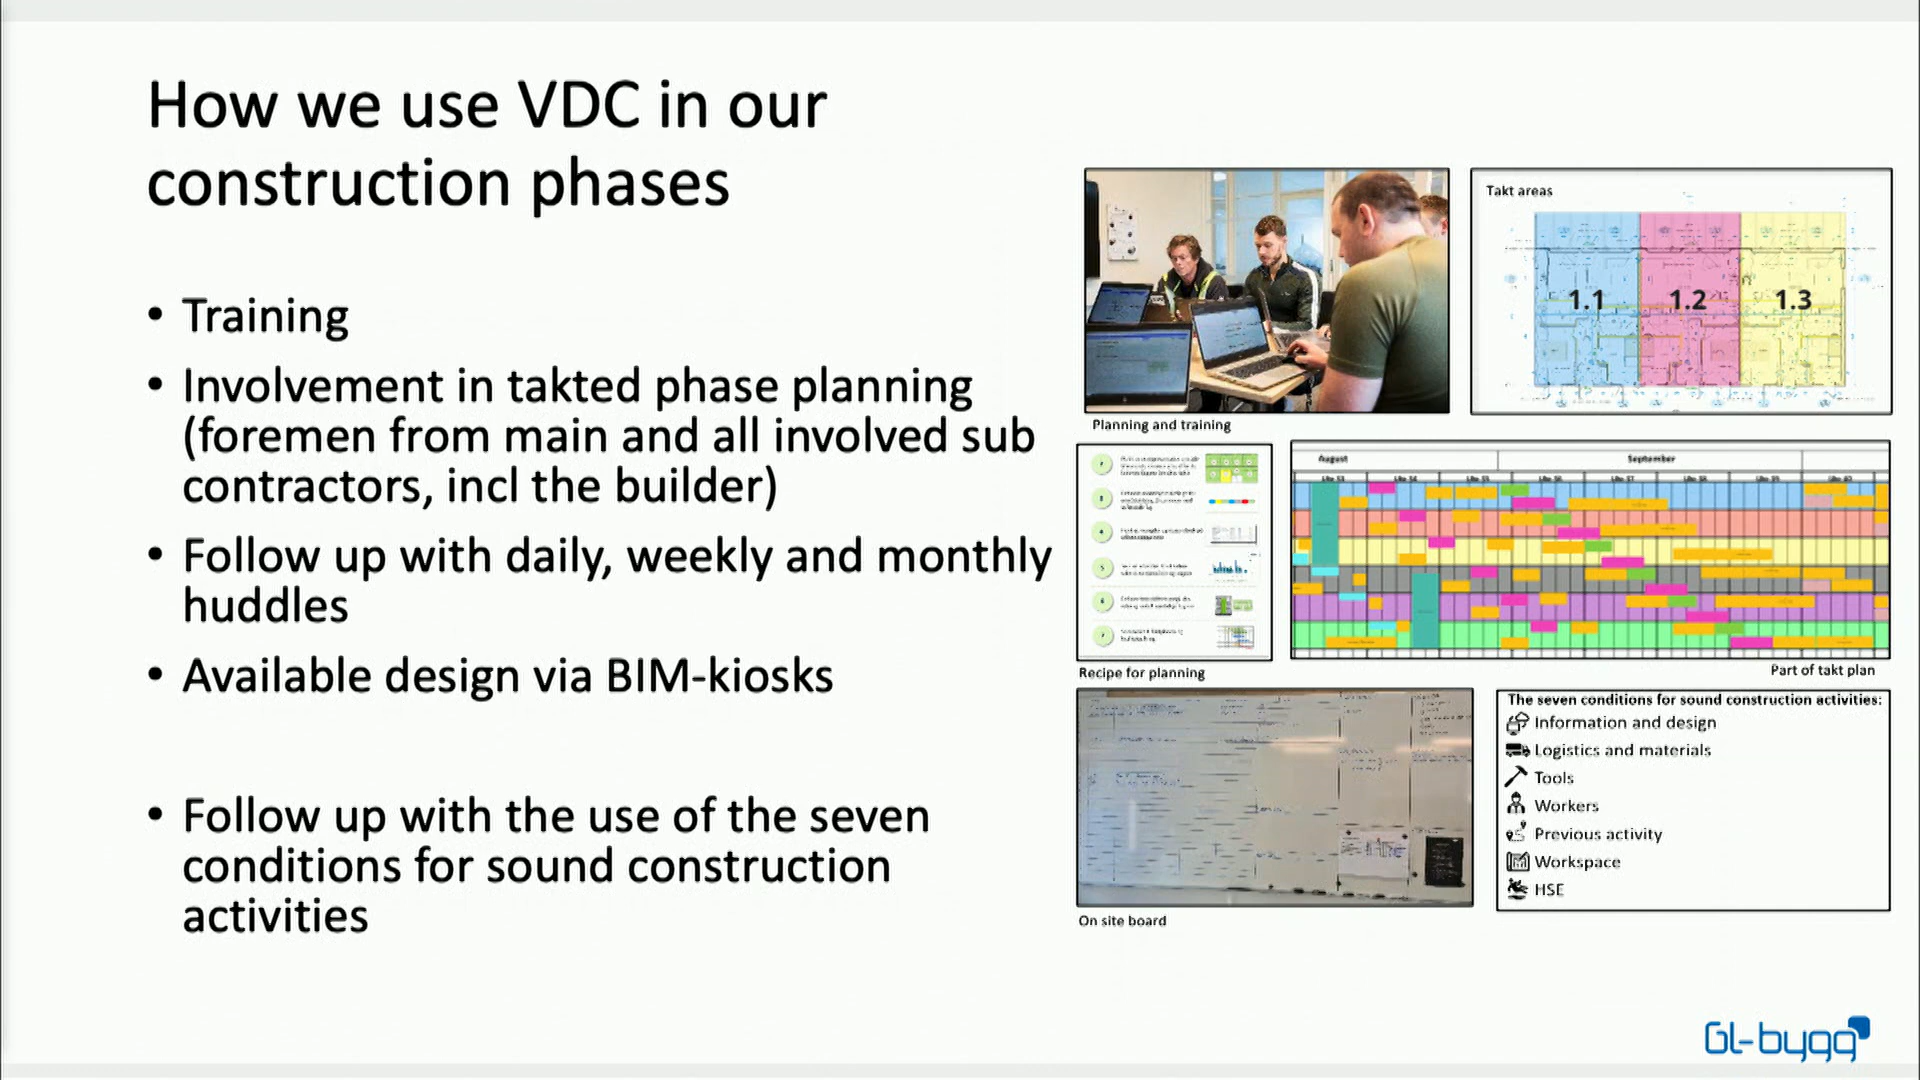 How we use VDC in our
construction phases
• Training
• Involvement in takted phase planning
(foremen from main and all involved sub
contractors, incl the builder)
• Follow up with daily, weekly and monthly
huddles
• Available design via BIM-kiosks
• Follow up with the use of the seven
conditions for sound construction
activities
Planning and training
Takt areas
1.1 1.2 1.3
Recipe for planning
August September
Part of takt plan
On site board
The seven conditions for sound construction activities:
Information and design
Logistics and materials
Tools
Workers
Previous activity
Workspace
HSE
GL-bygg